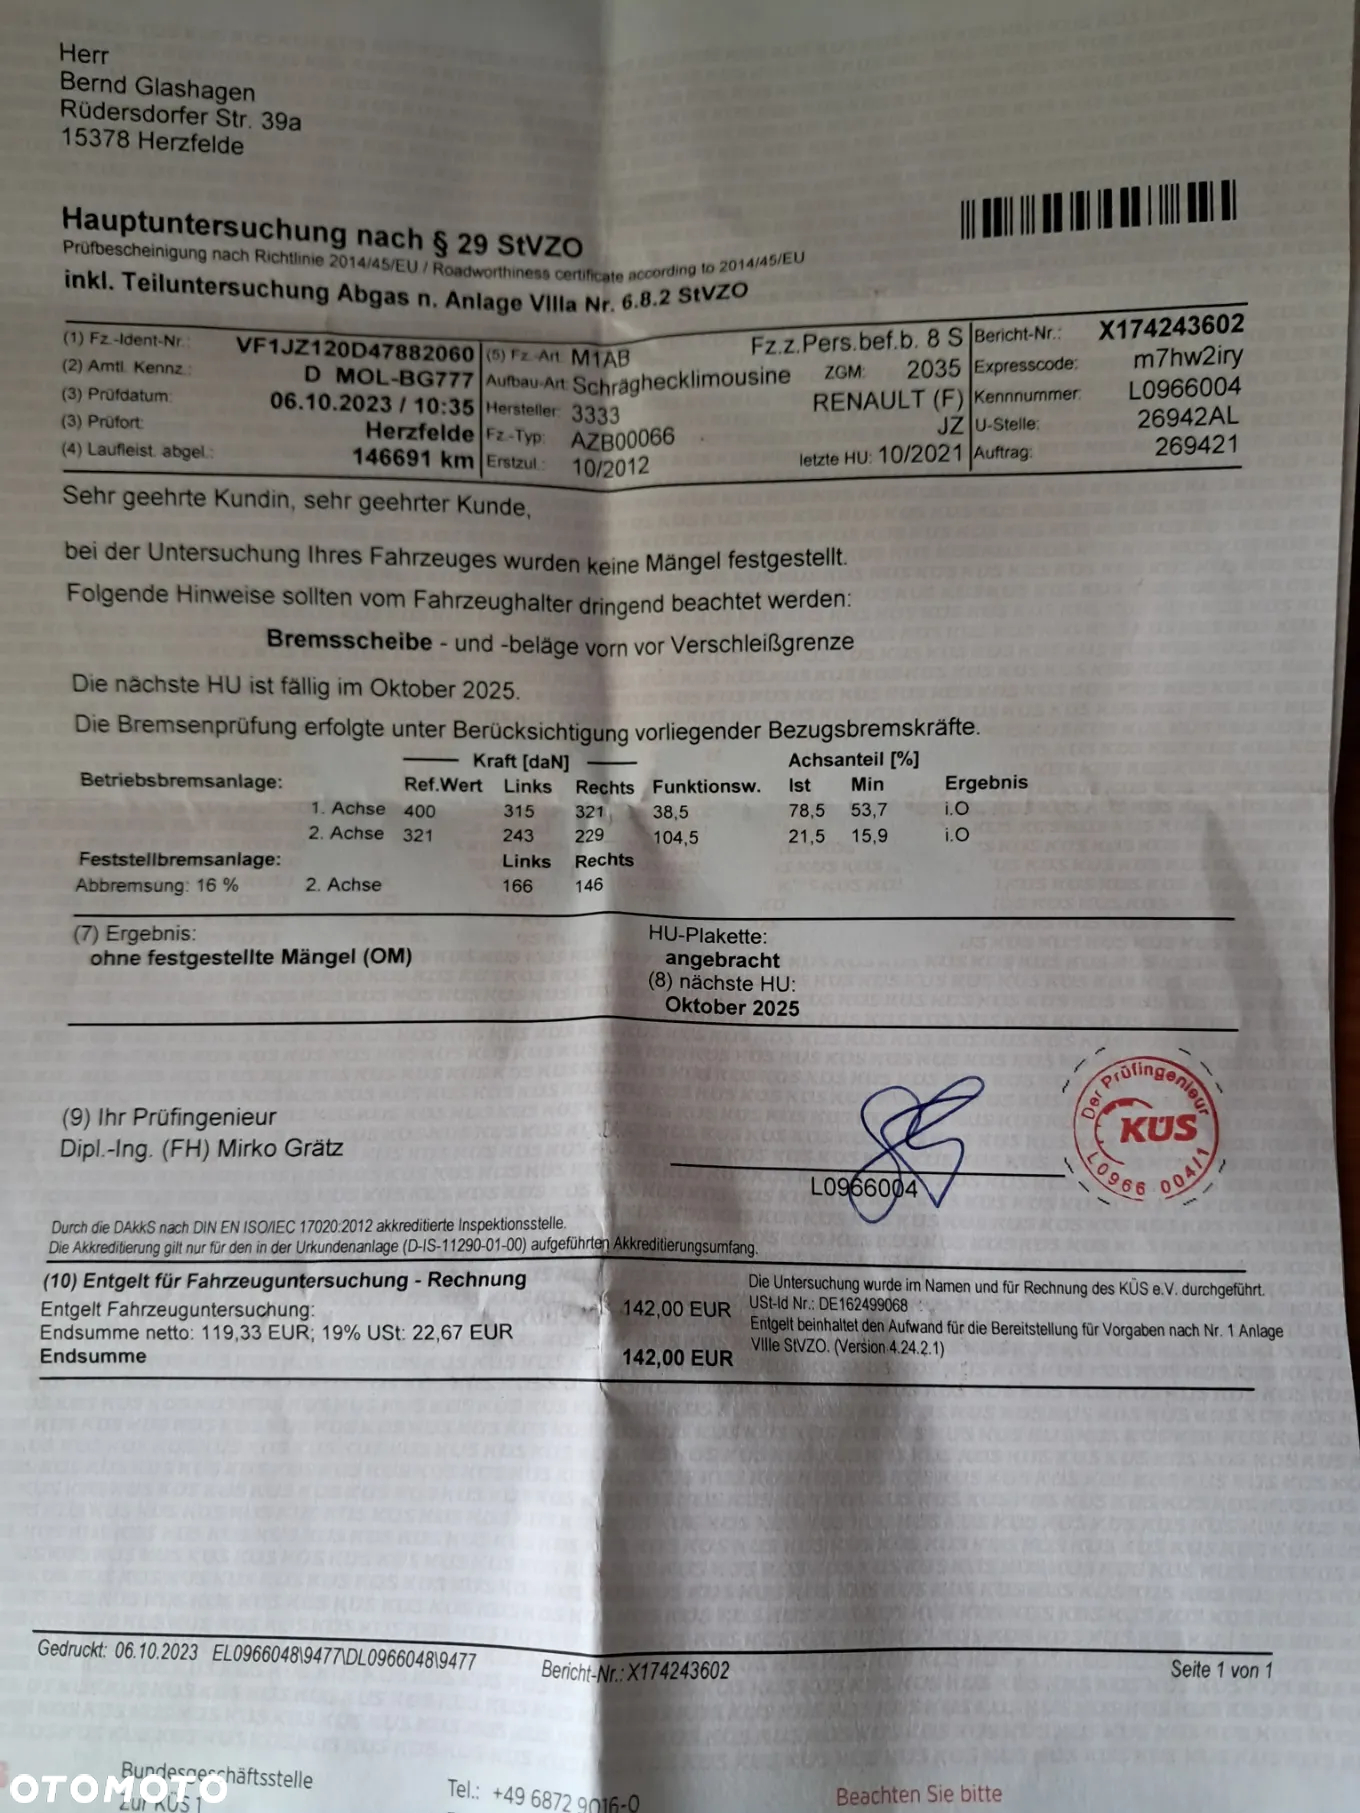 Herr
Bernd Glashagen
Rüdersdorfer Str. 39a
15378 Herzfelde
Hauptuntersuchung nach § 29 StVZO
Prüfbescheinigung nach Richtlinie 2014/45/EU / Roadworthiness certificate according to 2014/45/EU
inkl. Teiluntersuchung Abgas n. Anlage VIIIa Nr. 6.8.2 StVZO
(1) Fz.-Ident-Nr.: VF1JZ120D47882060 (5) Fz.-Art M1AB Fz.z.Pers.bef.b. 8 S Bericht-Nr.: X174243602
(2) Amtl. Kennz.: D MOL-BG777 Aufbau-Art Schräghecklimousine ZGM: 2035 Expresscode: m7hw2iry
(3) Prüfdatum: 06.10.2023 / 10:35 Hersteller: 3333 RENAULT (F) Kennnummer: L0966004
(3) Prüfort: Herzfelde Fz.-Typ: AZB00066 JZ U-Stelle: 26942AL
(4) Laufleist. abgel.: 146691 km Erstzul.: 10/2012 letzte HU: 10/2021 Auftrag: 269421
Sehr geehrte Kundin, sehr geehrter Kunde,
bei der Untersuchung Ihres Fahrzeuges wurden keine Mängel festgestellt.
Folgende Hinweise sollten vom Fahrzeughalter dringend beachtet werden:
Bremsscheibe - und -beläge vorn vor Verschleißgrenze
Die nächste HU ist fällig im Oktober 2025.
Die Bremsenprüfung erfolgte unter Berücksichtigung vorliegender Bezugsbremskräfte.
Kraft [daN] Achsanteil [%]
Betriebsbremsanlage: Ref.Wert Links Rechts Funktionsw. Ist Min Ergebnis
1. Achse 400 315 321 38,5 78,5 53,7 i.O
2. Achse 321 243 229 104,5 21,5 15,9 i.O
Feststellbremsanlage: Links Rechts
Abbremsung: 16 % 2. Achse 166 146
(7) Ergebnis: HU-Plakette:
ohne festgestellte Mängel (OM) angebracht
(8) nächste HU:
Oktober 2025
(9) Ihr Prüfingenieur
Dipl.-Ing. (FH) Mirko Grätz
L0966004
Der Prüfingenieur
KÜS
L0966 004/1
Durch die DAkkS nach DIN EN ISO/IEC 17020:2012 akkreditierte Inspektionsstelle.
Die Akkreditierung gilt nur für den in der Urkundenanlage (D-IS-11290-01-00) aufgeführten Akkreditierungsumfang.
(10) Entgelt für Fahrzeuguntersuchung - Rechnung
Entgelt Fahrzeuguntersuchung: 142,00 EUR
Endsumme netto: 119,33 EUR; 19% USt: 22,67 EUR
Endsumme 142,00 EUR
Die Untersuchung wurde im Namen und für Rechnung des KÜS e.V. durchgeführt.
USt-Id Nr.: DE162499068
Entgelt beinhaltet den Aufwand für die Bereitstellung für Vorgaben nach Nr. 1 Anlage
VIIIe StVZO. (Version 4.24.2.1)
Gedruckt: 06.10.2023 EL0966048\9477\DL0966048\9477 Bericht-Nr.: X174243602 Seite 1 von 1
Bundesgeschäftsstelle Tel.: +49 6872 9016-0 Beachten Sie bitte
zur KÜS 1
OTOMOTO